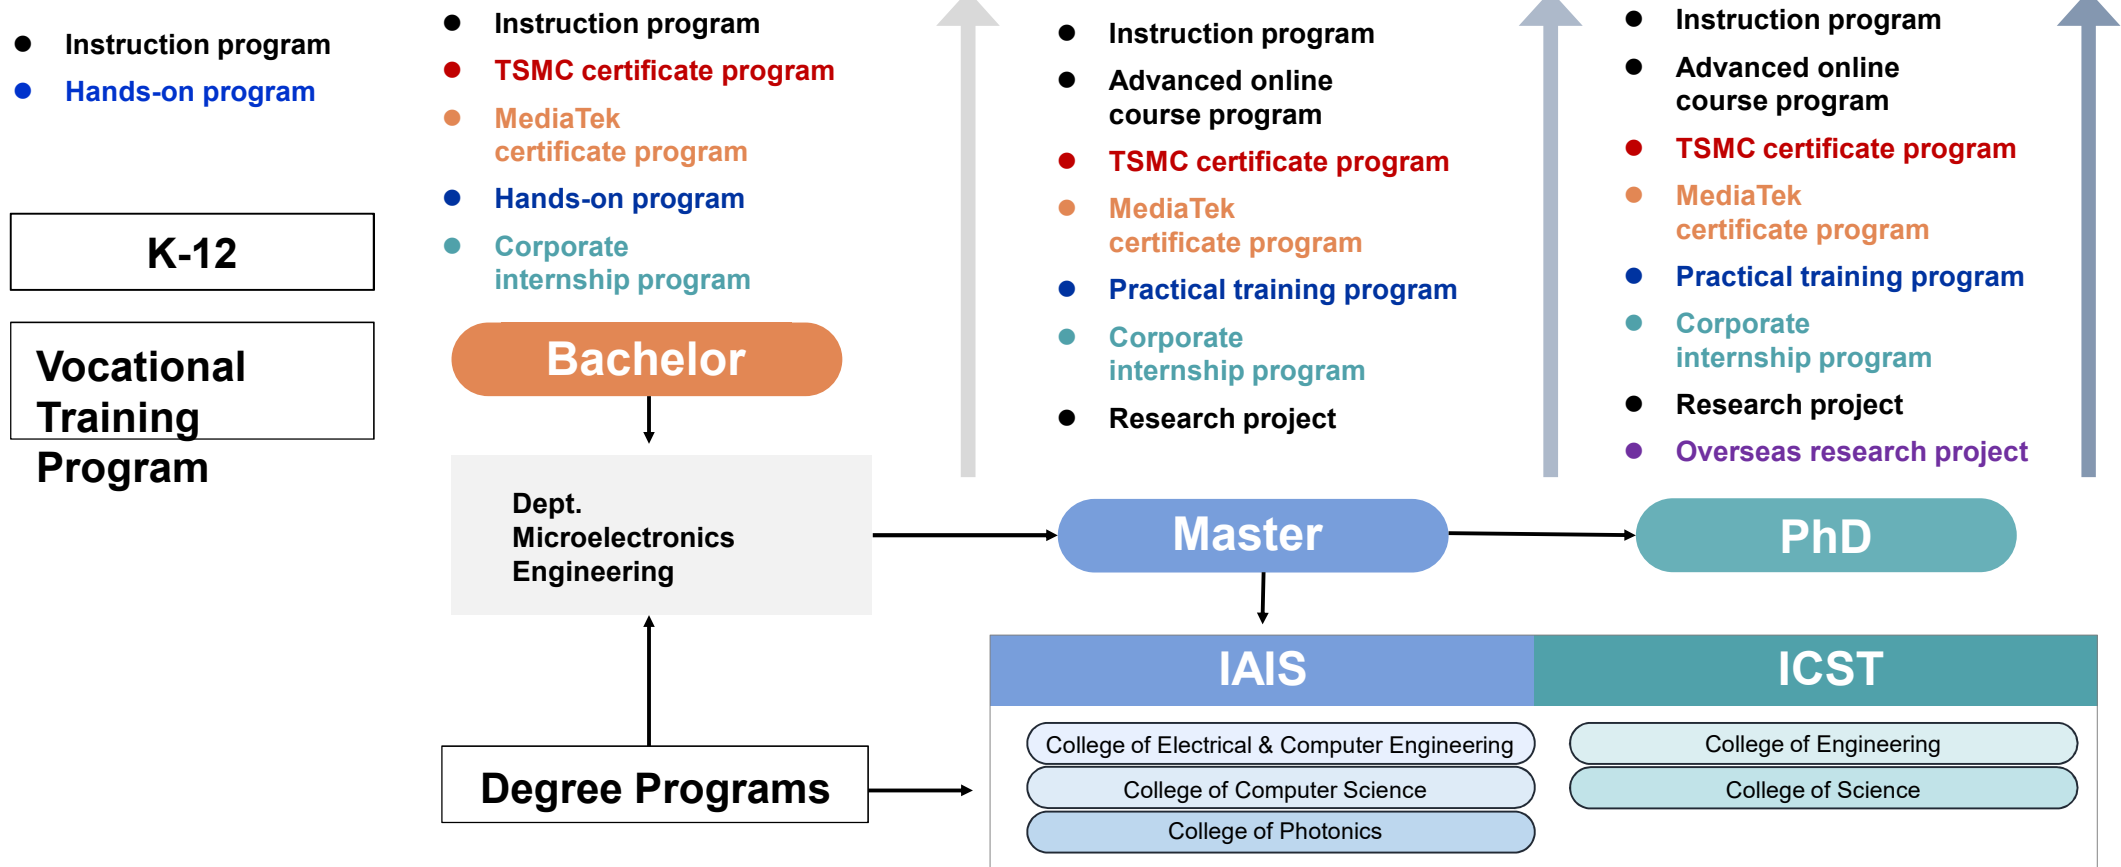 Instruction program
Hands-on program
K-12
Vocational
Training
Program
Instruction program
TSMC certificate program
MediaTek
certificate program
Hands-on program
Corporate
internship program
Bachelor
Dept.
Microelectronics
Engineering
Degree Programs
Instruction program
Advanced online
course program
TSMC certificate program
MediaTek
certificate program
Practical training program
Corporate
internship program
Research project
Master
Instruction program
Advanced online
course program
TSMC certificate program
MediaTek
certificate program
Practical training program
Corporate
internship program
Research project
Overseas research project
PhD
IAIS
College of Electrical & Computer Engineering
College of Computer Science
College of Photonics
ICST
College of Engineering
College of Science